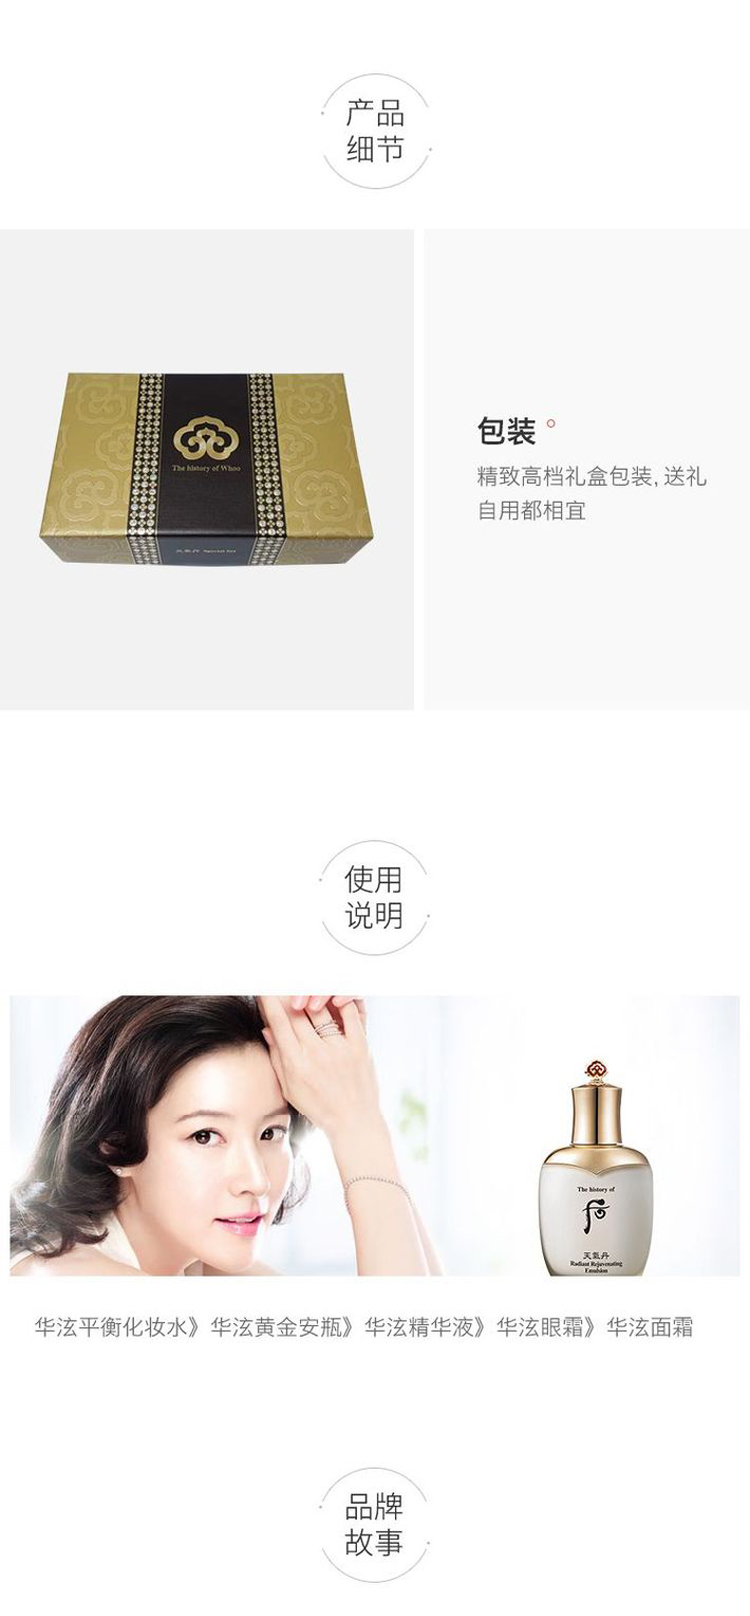 产品
细节
The history of Whoo
天氣丹 Special Set
包装
精致高档礼盒包装, 送礼
自用都相宜
使用
说明
The history of
后
天氣丹
Radiant Rejuvenating
Emulsion
华泫平衡化妆水》华泫黄金安瓶》华泫精华液》华泫眼霜》华泫面霜
品牌
故事